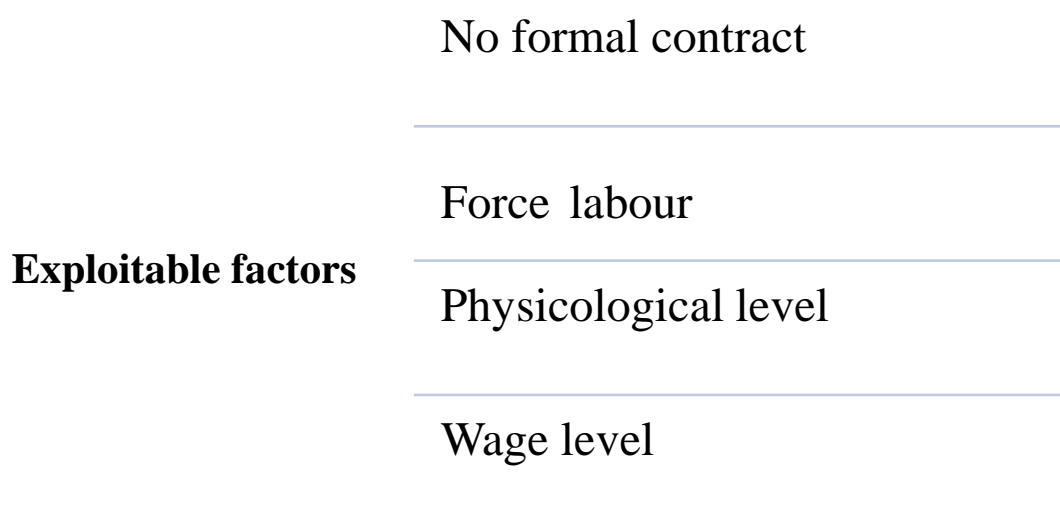 No formal contract
Force labour
Exploitable factors
Physicological level
Wage level